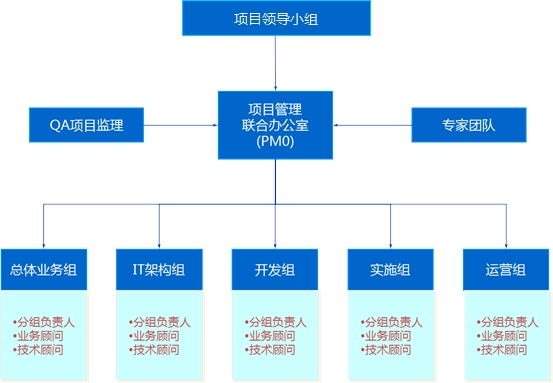 项目领导小组
QA项目监理
项目管理
联合办公室
(PM0)
专家团队
总体业务组
IT架构组
开发组
实施组
运营组
•分组负责人
•业务顾问
•技术顾问
•分组负责人
•业务顾问
•技术顾问
•分组负责人
•业务顾问
•技术顾问
•分组负责人
•业务顾问
•技术顾问
•分组负责人
•业务顾问
•技术顾问